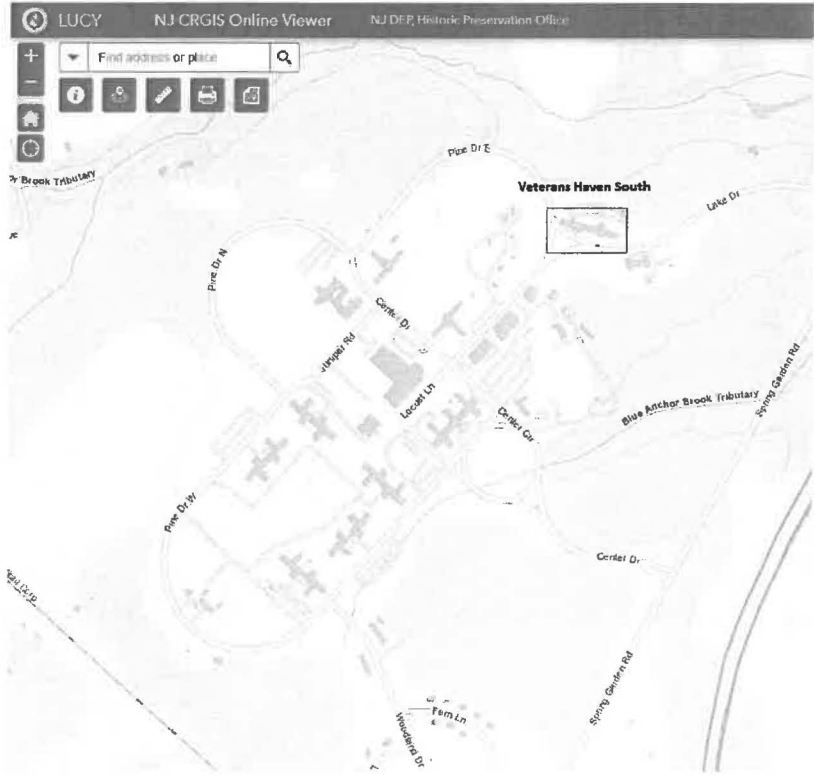 LUCY NJ CRGIS Online Viewer NJ DEP, Historic Preservation Office
+ Find address or place
−
Pine Dr E
Brook Tributary
Veterans Haven South
Lake Dr
Pine Dr N
Center Dr
Juniper Rd
Locust Ln
Spring Garden Rd
Blue Anchor Brook Tributary
Center Cir
Pine Dr W
Center Dr
Spring Garden Rd
Fern Ln
Woodland Dr